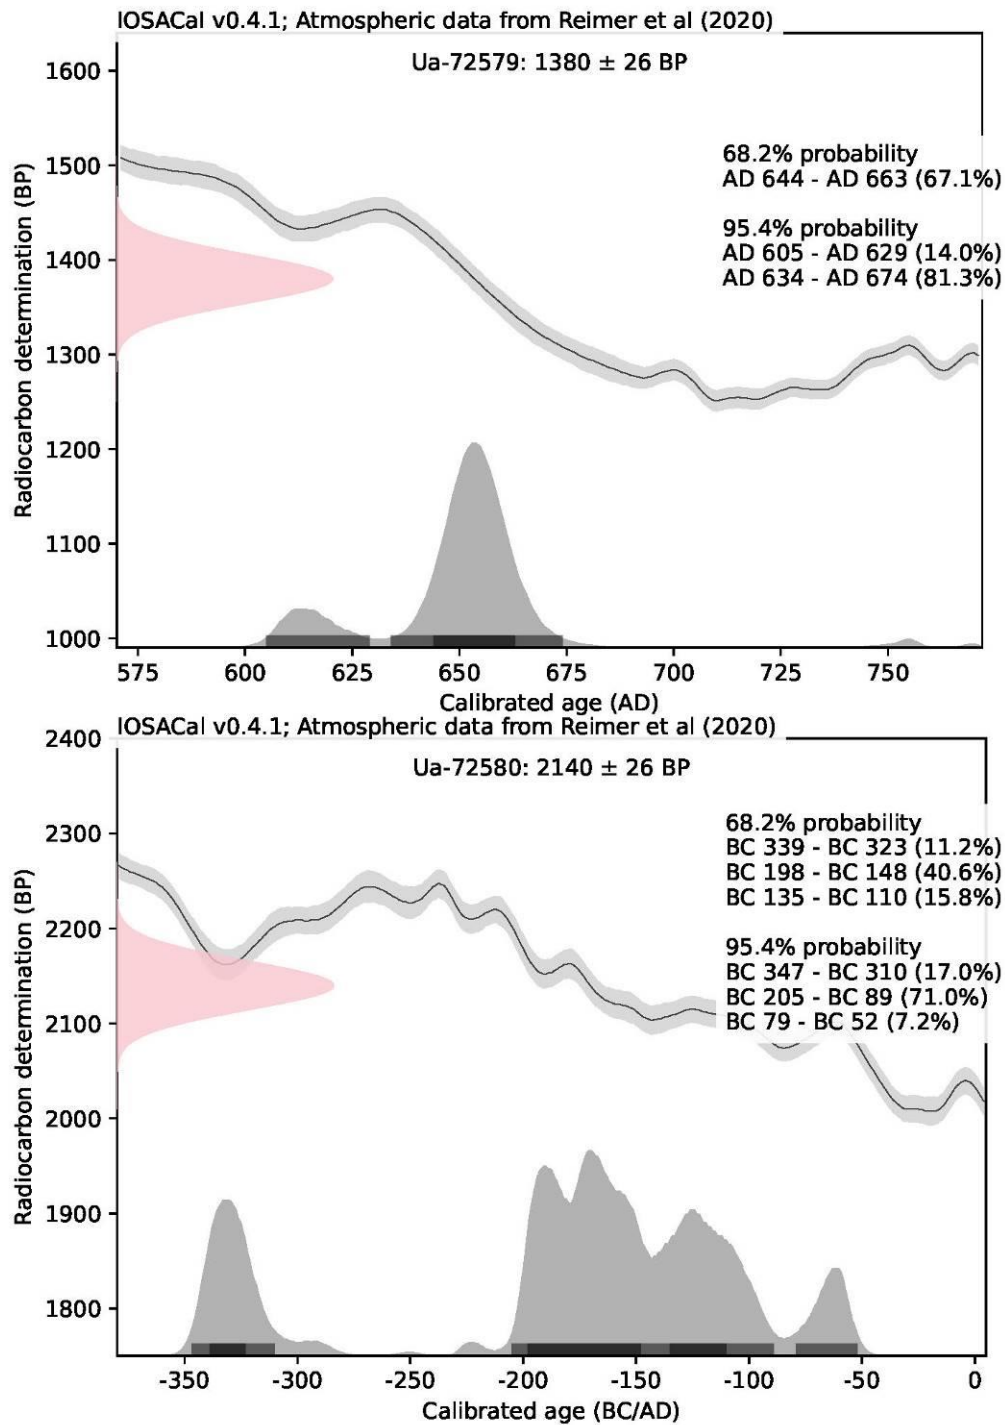 IOSACal v0.4.1; Atmospheric data from Reimer et al (2020)
Ua-72579: 1380 ± 26 BP
68.2% probability
AD 644 - AD 663 (67.1%)
95.4% probability
AD 605 - AD 629 (14.0%)
AD 634 - AD 674 (81.3%)
Radiocarbon determination (BP)
1600
1500
1400
1300
1200
1100
1000
575 600 625 650 675 700 725 750
Calibrated age (AD)
IOSACal v0.4.1; Atmospheric data from Reimer et al (2020)
Ua-72580: 2140 ± 26 BP
68.2% probability
BC 339 - BC 323 (11.2%)
BC 198 - BC 148 (40.6%)
BC 135 - BC 110 (15.8%)
95.4% probability
BC 347 - BC 310 (17.0%)
BC 205 - BC 89 (71.0%)
BC 79 - BC 52 (7.2%)
Radiocarbon determination (BP)
2400
2300
2200
2100
2000
1900
1800
-350 -300 -250 -200 -150 -100 -50 0
Calibrated age (BC/AD)